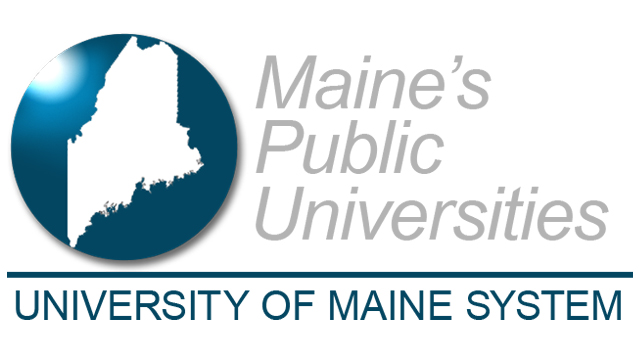 Maine's
Public
Universities
UNIVERSITY OF MAINE SYSTEM